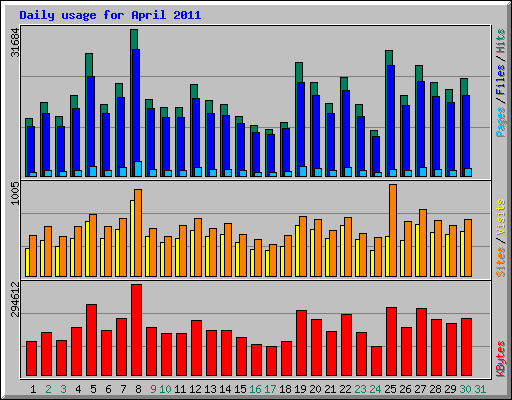 Daily usage for April 2011
31684
Pages / Files / Hits
1005
Sites / Visits
294612
KBytes
1 2 3 4 5 6 7 8 9 10 11 12 13 14 15 16 17 18 19 20 21 22 23 24 25 26 27 28 29 30 31